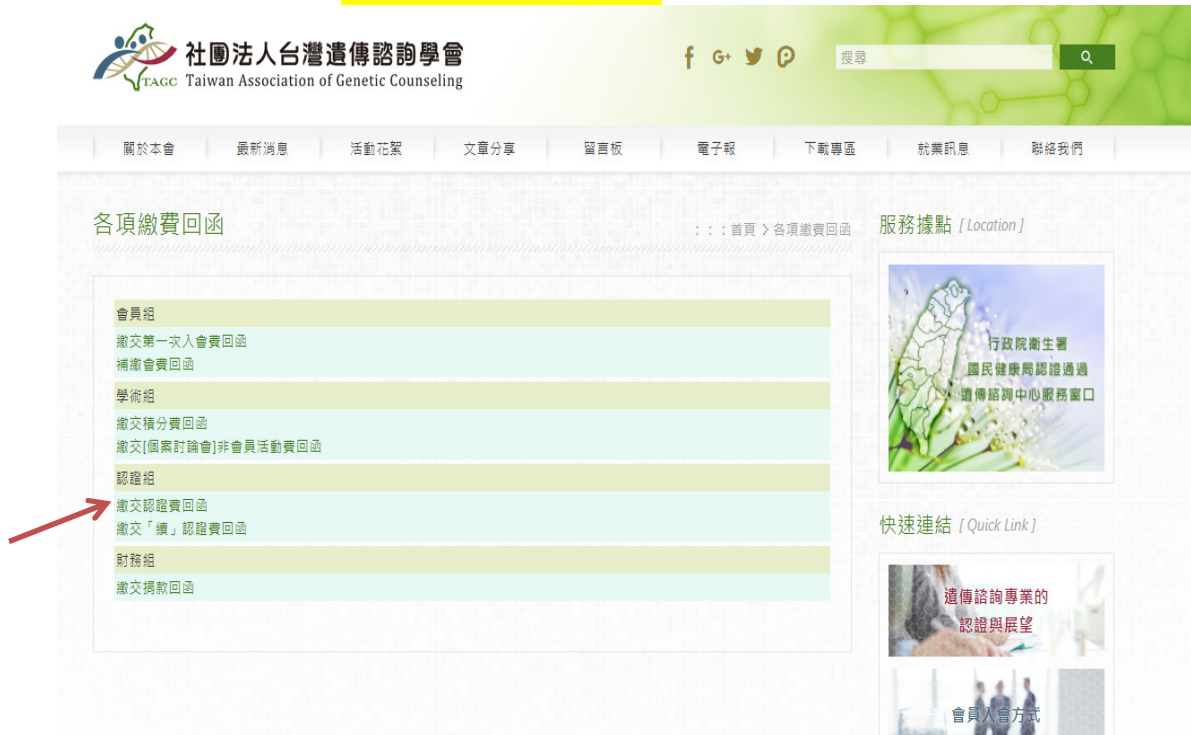 社團法人台灣遺傳諮詢學會
TAGC Taiwan Association of Genetic Counseling
f G+
搜尋
關於本會 最新消息 活動花絮 文章分享 留言板 電子報 下載專區 就業訊息 聯絡我們
各項繳費回函
: : : 首頁 > 各項繳費回函
會員組
繳交第一次入會費回函
補繳會費回函
學術組
繳交積分費回函
繳交[個案討論會]非會員活動費回函
認證組
繳交認證費回函
繳交「續」認證費回函
財務組
繳交捐款回函
服務據點 [ Location ]
行政院衛生署
國民健康局認證通過
遺傳諮詢中心服務窗口
快速連結 [ Quick Link ]
遺傳諮詢專業的
認證與展望
會員入會方式